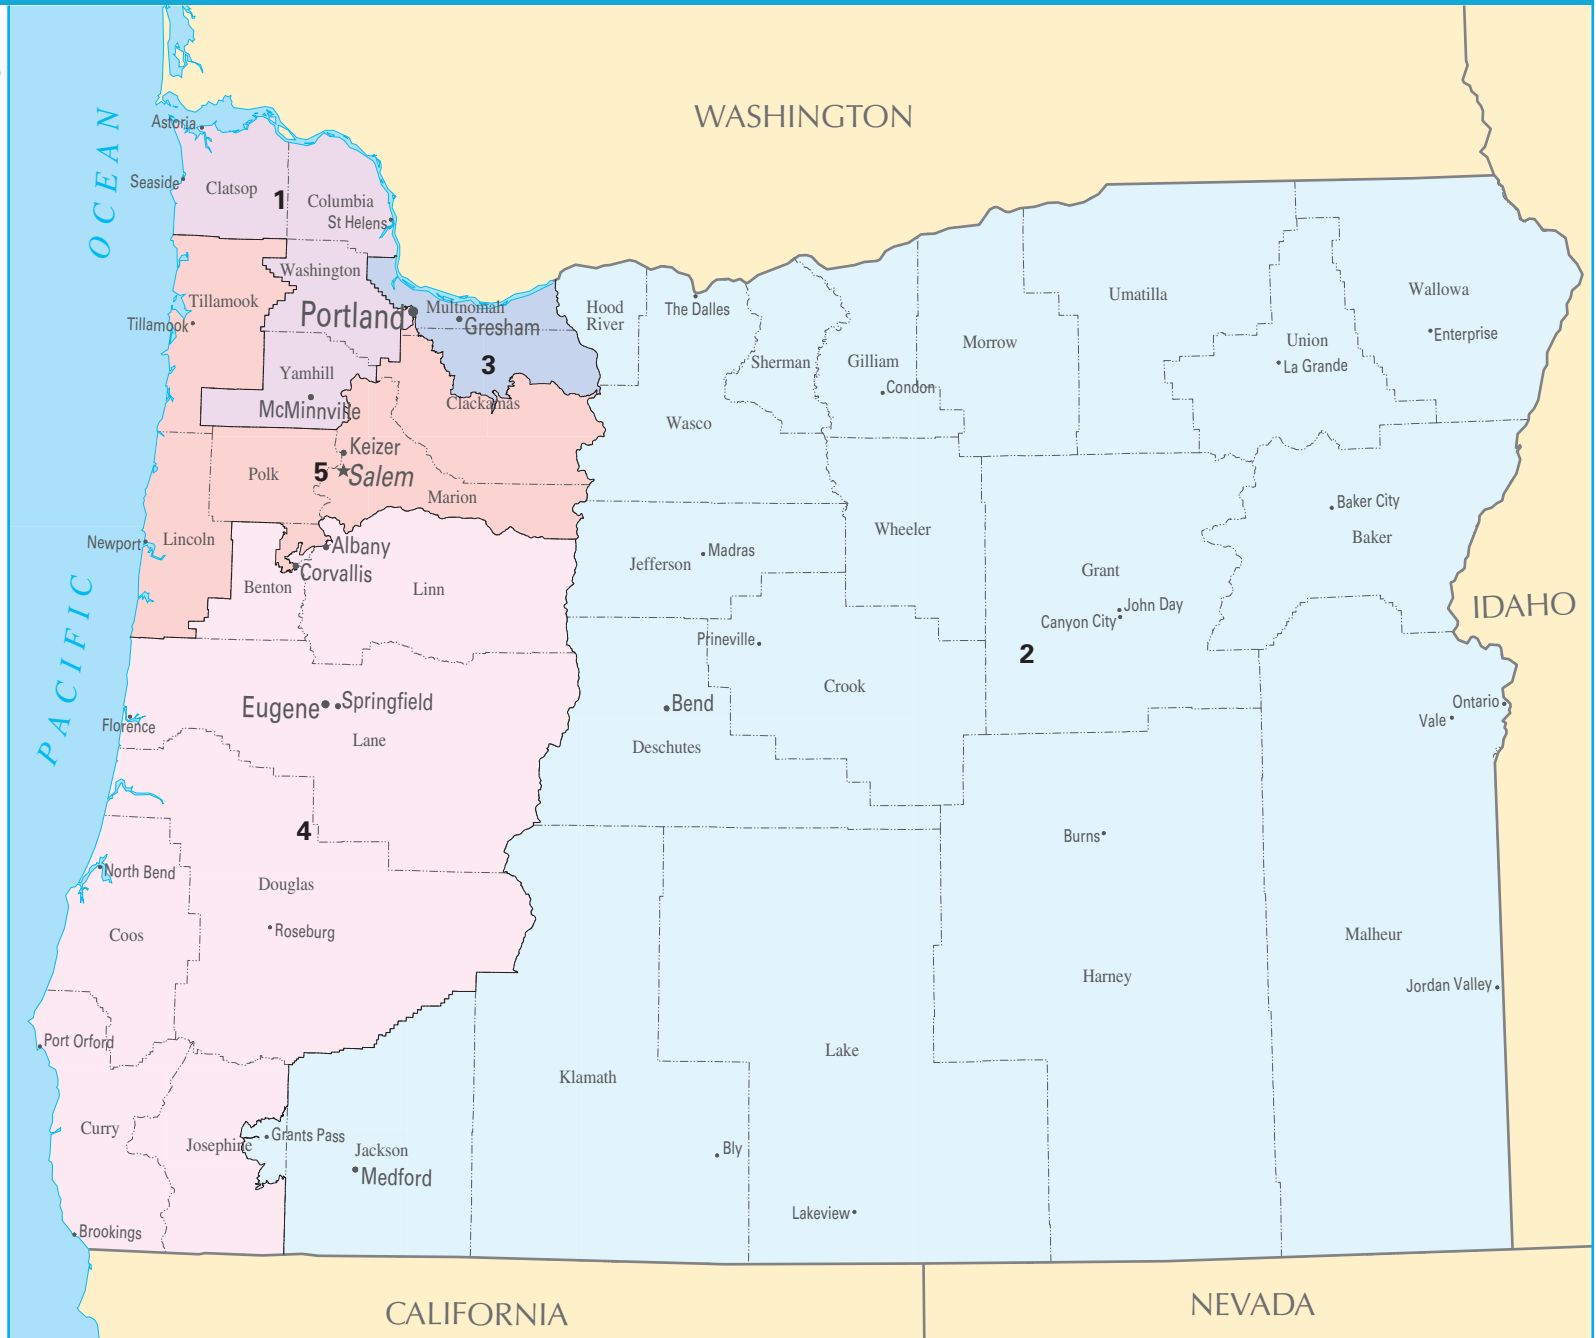 WASHINGTON
OCEAN
Astoria
Seaside
Clatsop
1
Columbia
St Helens
Washington
Tillamook
Tillamook
Portland
Multnomah
Gresham
3
Hood
River
The Dalles
Sherman
Gilliam
Condon
Morrow
Umatilla
Union
La Grande
Wallowa
Enterprise
Yamhill
McMinnville
Clackamas
Wasco
Keizer
5
Salem
Polk
Marion
Lincoln
Newport
Albany
Corvallis
Benton
Linn
Jefferson
Madras
Wheeler
Grant
John Day
Canyon City
2
Baker City
Baker
IDAHO
PACIFIC
Prineville
Crook
Bend
Deschutes
Ontario
Vale
Eugene
Springfield
Lane
Florence
4
Burns
North Bend
Douglas
Roseburg
Coos
Malheur
Harney
Jordan Valley
Port Orford
Lake
Klamath
Curry
Josephine
Grants Pass
Jackson
Medford
Bly
Lakeview
Brookings
CALIFORNIA
NEVADA